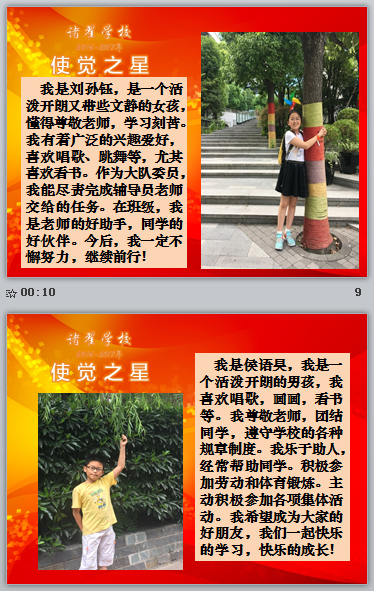 诸翟学校
使觉之星
我是刘孙钰，是一个活
泼开朗又带些文静的女孩，
懂得尊敬老师，学习刻苦。
我有着广泛的兴趣爱好，
喜欢唱歌、跳舞等，尤其
喜欢看书。作为大队委员，
我能尽责完成辅导员老师
交给的任务。在班级，我
是老师的好助手，同学的
好伙伴。今后，我一定不
懈努力，继续前行！
00:10
9
诸翟学校
使觉之星
我是侯语昊，是一
个活泼开朗的男孩，我
喜欢唱歌，画画，看书
等。我尊敬老师，团结
同学，遵守学校的各种
规章制度。我乐于助人，
经常帮助同学。积极参
加劳动和体育锻炼。主
动积极参加各项集体活
动。我希望成为大家的
好朋友，我们一起快乐
的学习，快乐的成长！